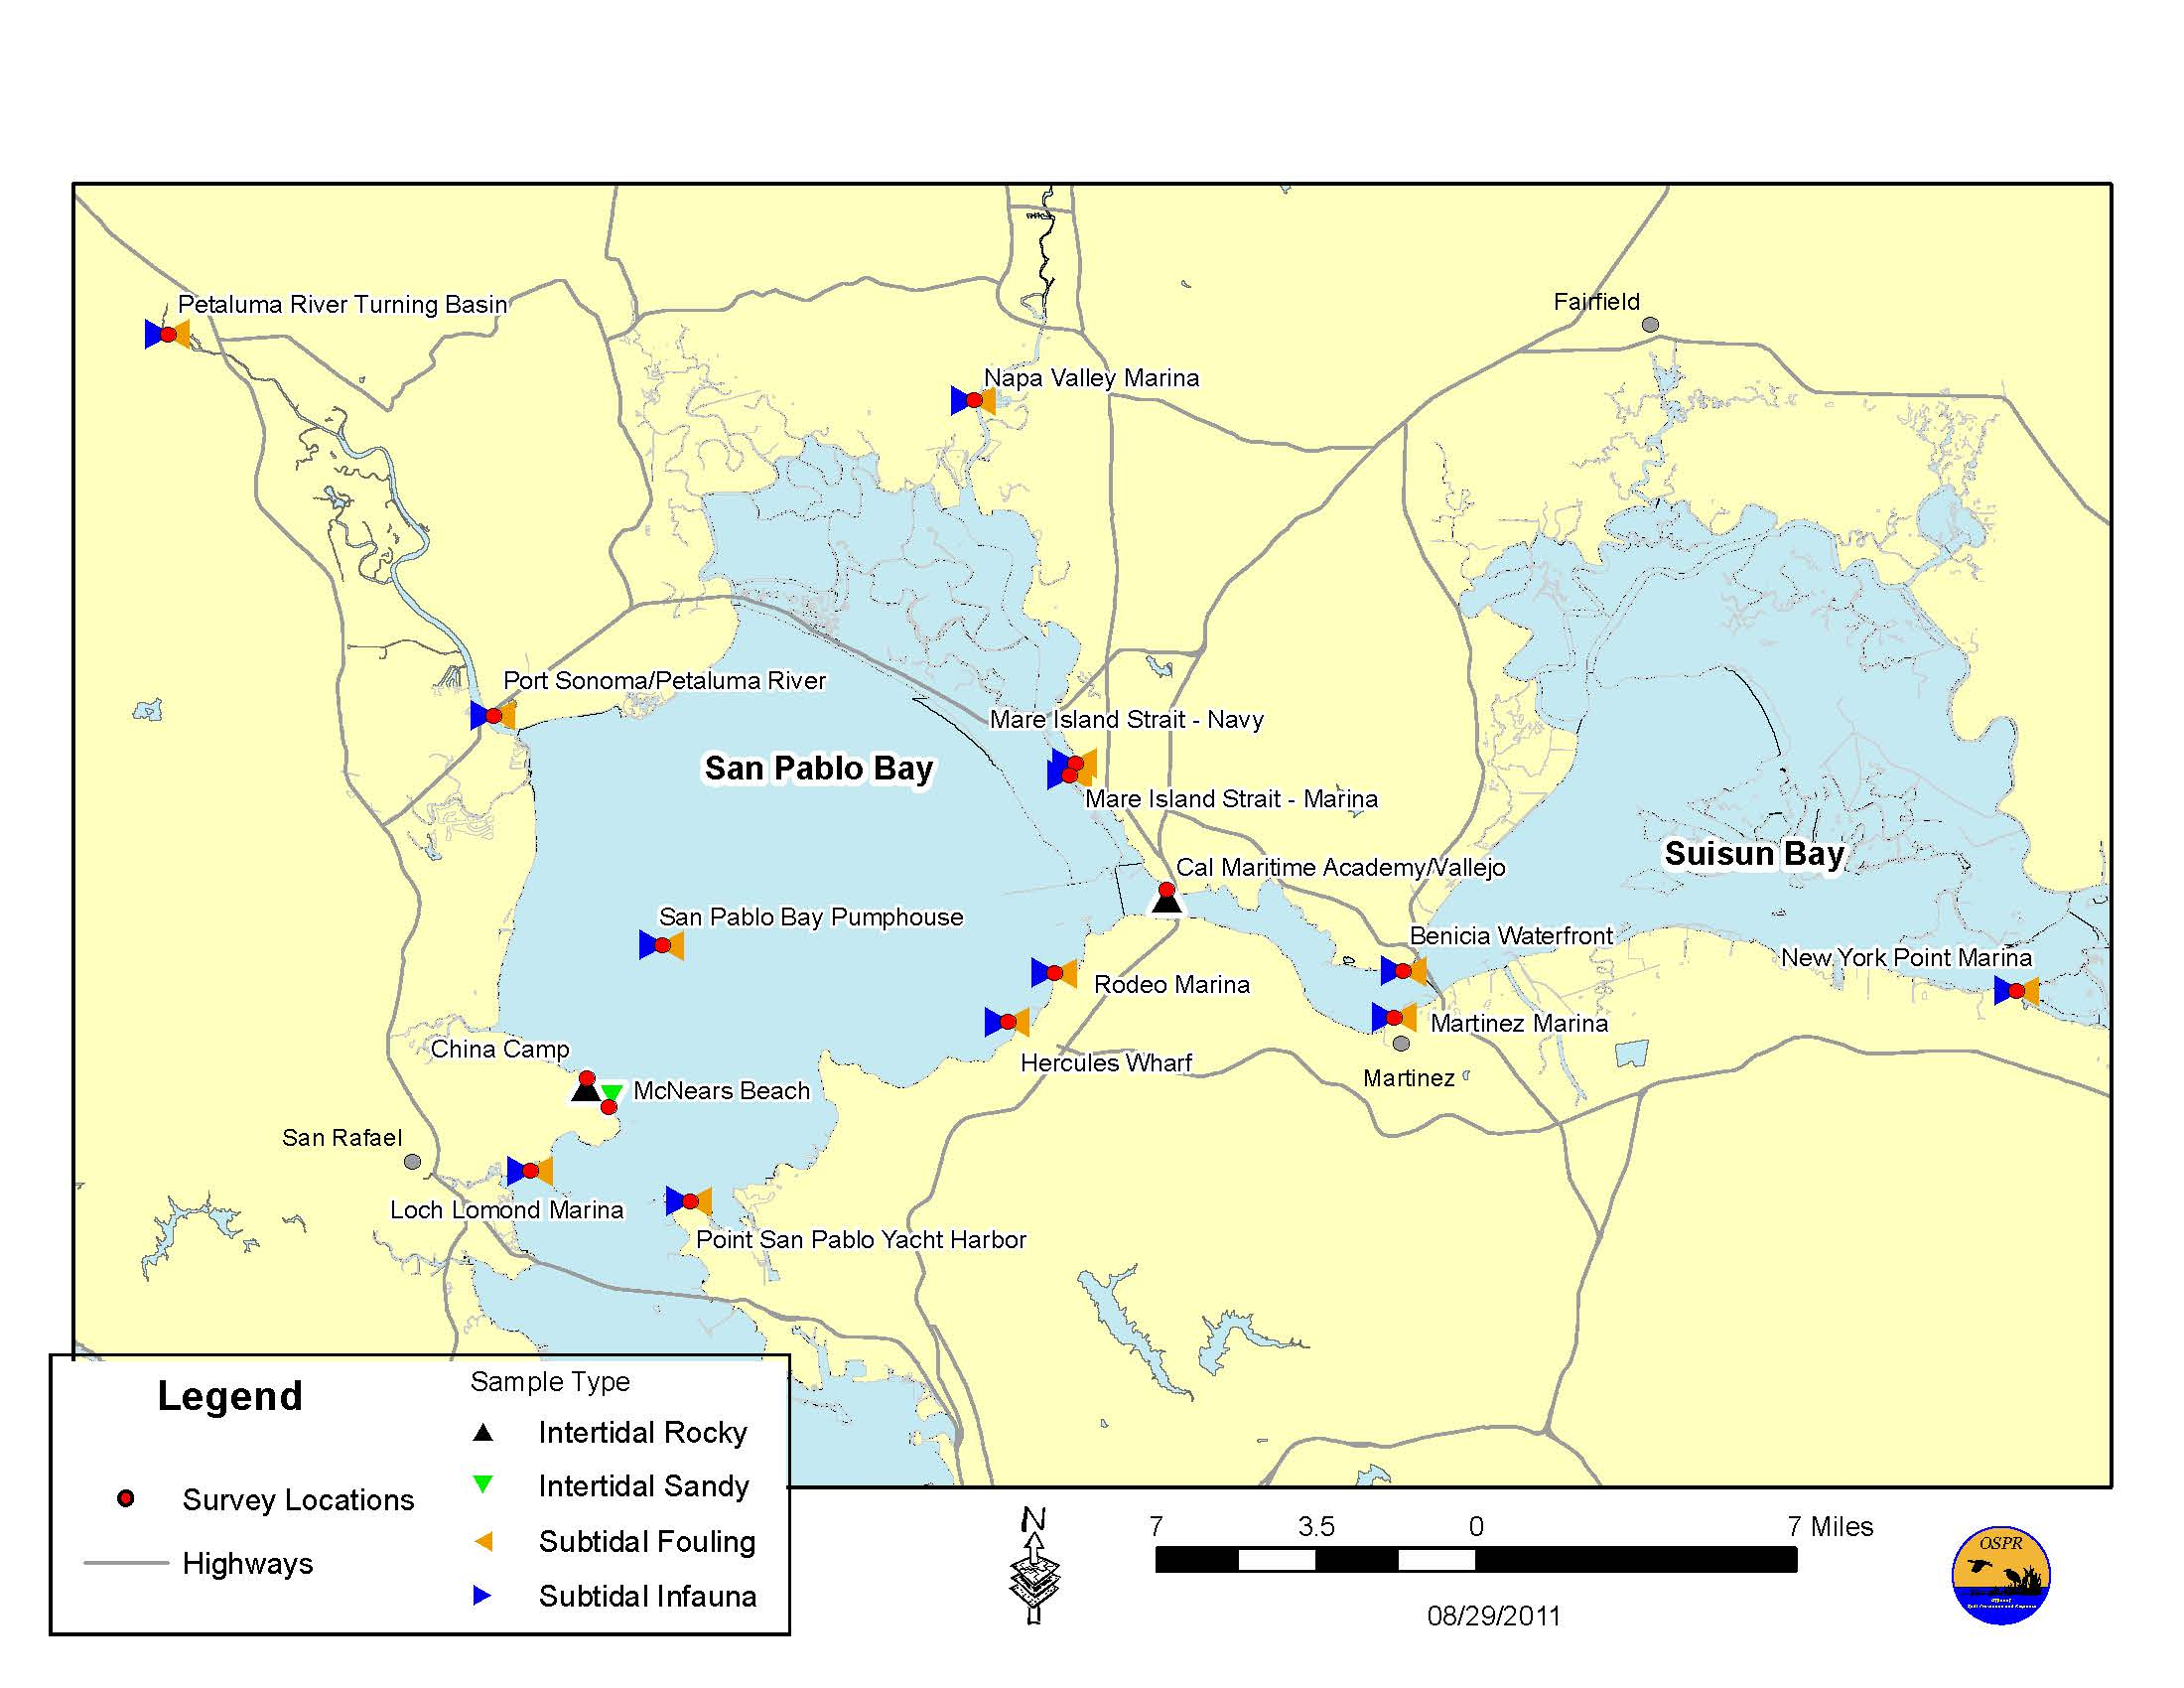 Petaluma River Turning Basin
Fairfield
Napa Valley Marina
Port Sonoma/Petaluma River
Mare Island Strait - Navy
San Pablo Bay
Mare Island Strait - Marina
Suisun Bay
Cal Maritime Academy/Vallejo
San Pablo Bay Pumphouse
Benicia Waterfront
New York Point Marina
Rodeo Marina
Martinez Marina
China Camp
Hercules Wharf
Martinez
McNears Beach
San Rafael
Loch Lomond Marina
Point San Pablo Yacht Harbor
Legend
Survey Locations
Highways
Sample Type
Intertidal Rocky
Intertidal Sandy
Subtidal Fouling
Subtidal Infauna
N
7 3.5 0 7 Miles
08/29/2011
OSPR